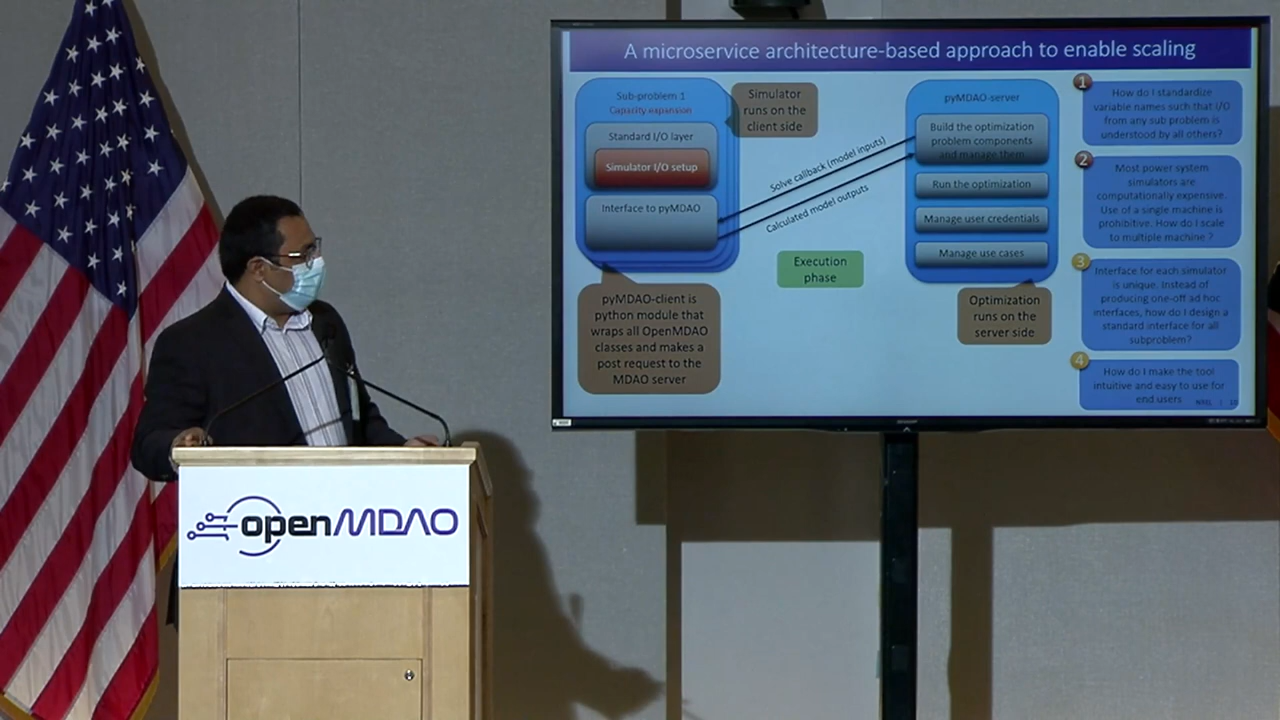 A microservice architecture-based approach to enable scaling
Sub-problem 1
Capacity expansion
Standard I/O layer
Simulator I/O setup
Interface to pyMDAO
Simulator
runs on the
client side
pyMDAO-client is
python module that
wraps all OpenMDAO
classes and makes a
post request to the
MDAO server
Solve callback (model inputs)
Calculated model outputs
Execution
phase
pyMDAO-server
Build the optimization
problem components
and manage them
Run the optimization
Manage user credentials
Manage use cases
Optimization
runs on the
server side
1
How do I standardize
variable names such that I/O
from any sub problem is
understood by all others?
2
Most power system
simulators are
computationally expensive.
Use of a single machine is
prohibitive. How do I scale
to multiple machine ?
3
Interface for each simulator
is unique. Instead of
producing one-off ad hoc
interfaces, how do I design a
standard interface for all
subproblem?
4
How do I make the tool
intuitive and easy to use for
end users
NREL |
openMDAO